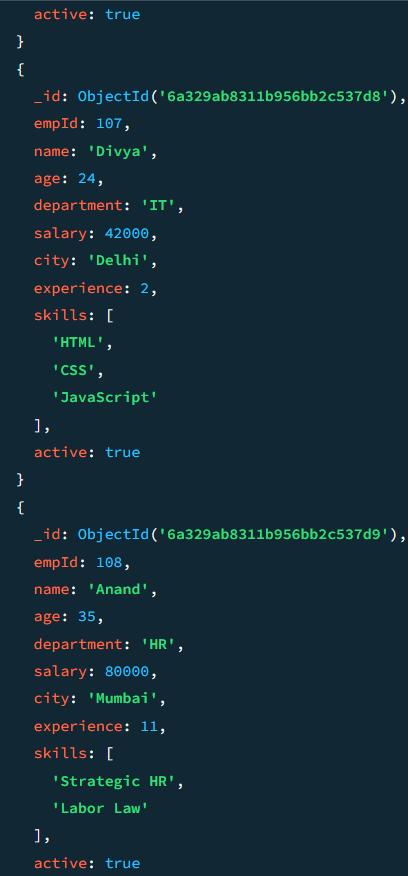 active: true
}
{
_id: ObjectId('6a329ab8311b956bb2c537d8'),
empId: 107,
name: 'Divya',
age: 24,
department: 'IT',
salary: 42000,
city: 'Delhi',
experience: 2,
skills: [
'HTML',
'CSS',
'JavaScript'
],
active: true
}
{
_id: ObjectId('6a329ab8311b956bb2c537d9'),
empId: 108,
name: 'Anand',
age: 35,
department: 'HR',
salary: 80000,
city: 'Mumbai',
experience: 11,
skills: [
'Strategic HR',
'Labor Law'
],
active: true